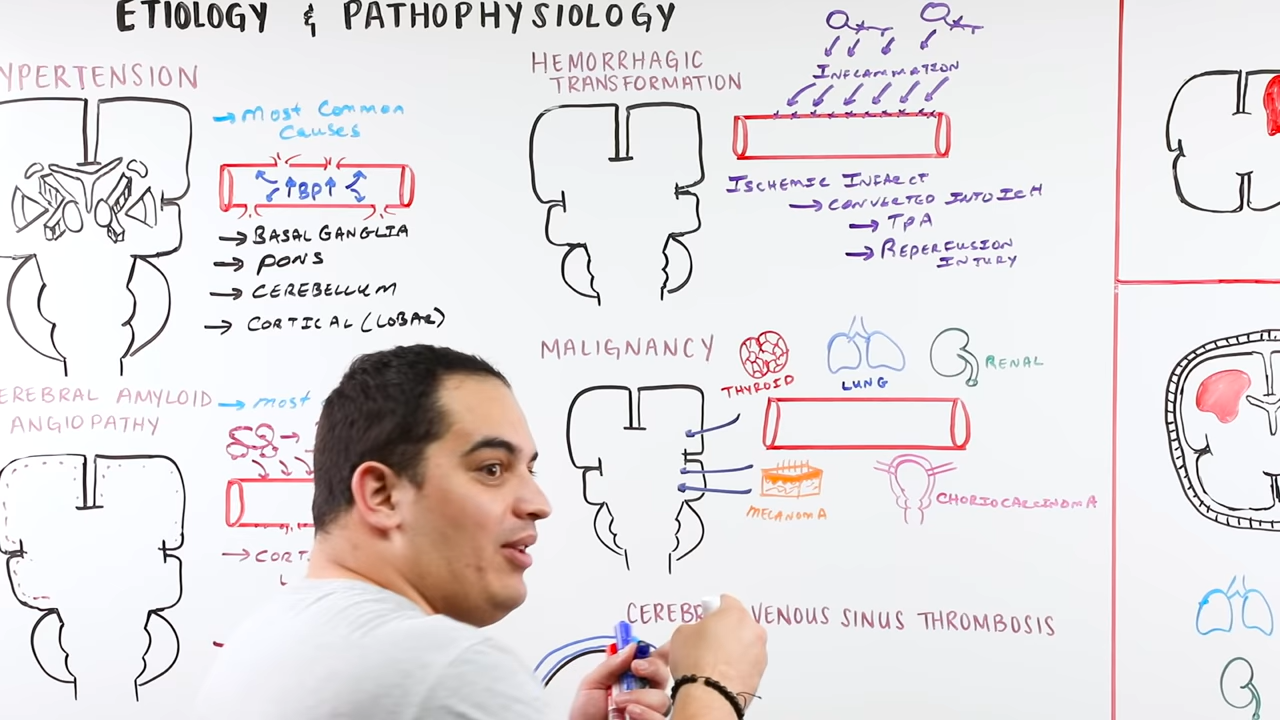 ETIOLOGY & PATHOPHYSIOLOGY
YPERTENSION
→ MOST COMMON
CAUSES
↑BP↑
→ BASAL GANGLIA
→ PONS
→ CEREBELLUM
→ CORTICAL (LOBAR)
EREBRAL AMYLOID
ANGIOPATHY
→ MOST
→ CORT
HEMORRHAGIC
TRANSFORMATION
INFLAMMATION
ISCHEMIC INFARCT
→ CONVERTED INTO ICH
→ TPA
→ REPERFUSION
INJURY
MALIGNANCY
THYROID
LUNG
RENAL
MELANOMA
CHORIOCARCINOMA
CEREBR VENOUS SINUS THROMBOSIS